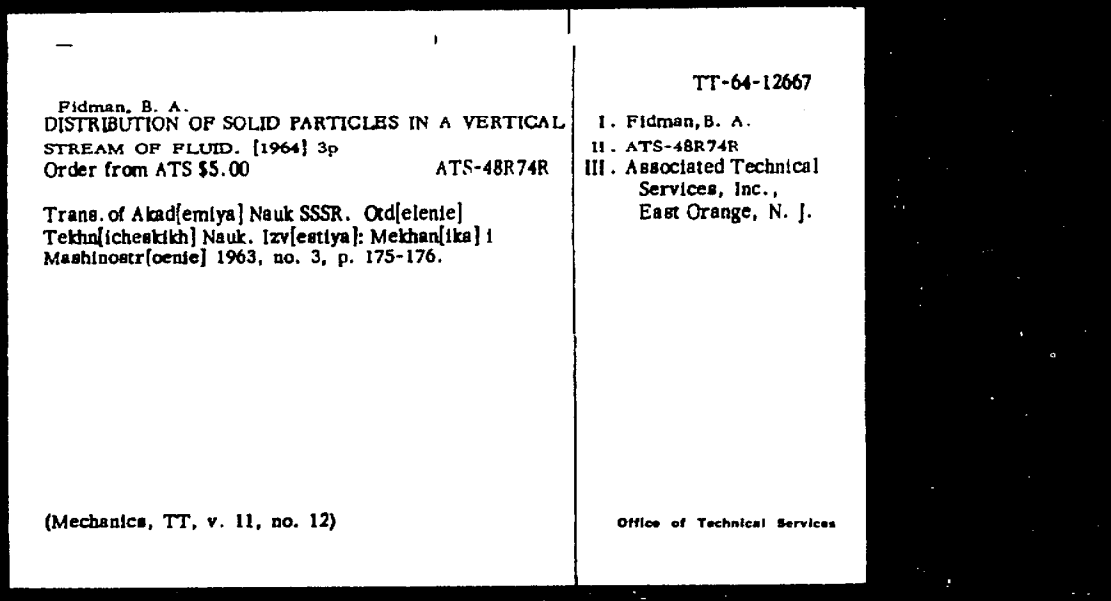 Fidman, B. A.
DISTRIBUTION OF SOLID PARTICLES IN A VERTICAL
STREAM OF FLUID. [1964] 3p
Order from ATS $5.00 ATS-48R74R
Trans. of Akad[emiya] Nauk SSSR. Otd[elenie]
Tekhn[icheskikh] Nauk. Izv[estiya]: Mekhan[ika] i
Mashinostr[oenie] 1963, no. 3, p. 175-176.
(Mechanics, TT, v. 11, no. 12)
TT-64-12667
I. Fidman, B. A.
II. ATS-48R74R
III. Associated Technical
Services, Inc.,
East Orange, N. J.
Office of Technical Services